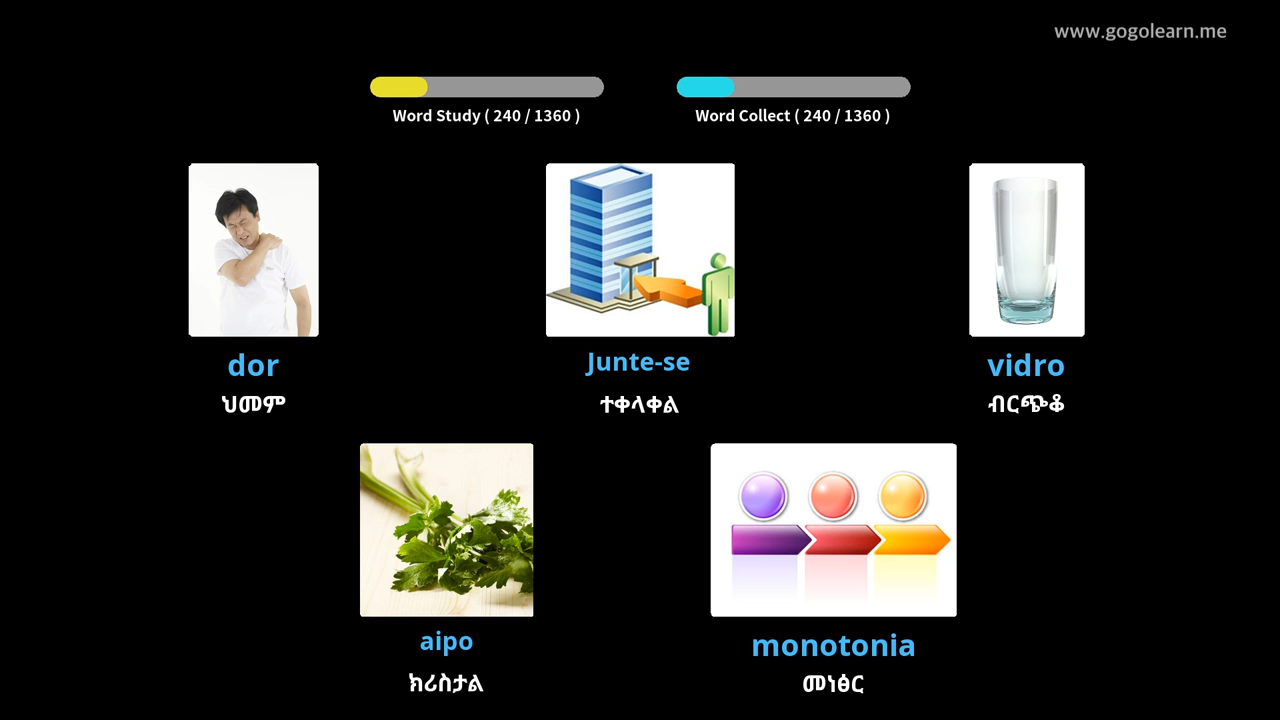 www.gogolearn.me
Word Study ( 240 / 1360 )
Word Collect ( 240 / 1360 )
dor
Junte-se
vidro
ህመም
ተቀላቀል
ብርጭቆ
aipo
monotonia
ክሪስታል
መነፅር